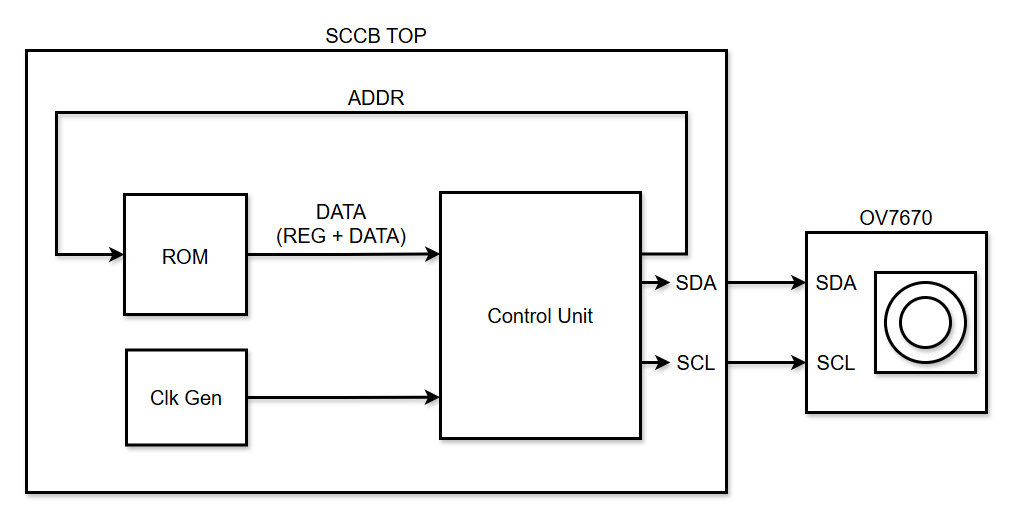 SCCB TOP
ADDR
DATA
(REG + DATA)
ROM
Clk Gen
Control Unit
SDA
SCL
OV7670
SDA
SCL